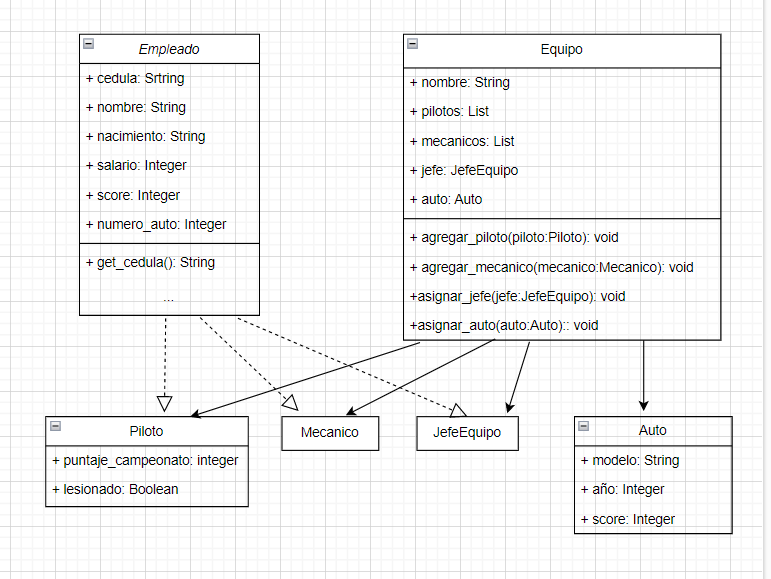 Empleado
+ cedula: Srtring
+ nombre: String
+ nacimiento: String
+ salario: Integer
+ score: Integer
+ numero_auto: Integer
+ get_cedula(): String
...
Equipo
+ nombre: String
+ pilotos: List
+ mecanicos: List
+ jefe: JefeEquipo
+ auto: Auto
+ agregar_piloto(piloto:Piloto): void
+ agregar_mecanico(mecanico:Mecanico): void
+asignar_jefe(jefe:JefeEquipo): void
+asignar_auto(auto:Auto):: void
Piloto
+ puntaje_campeonato: integer
+ lesionado: Boolean
Mecanico
JefeEquipo
Auto
+ modelo: String
+ año: Integer
+ score: Integer